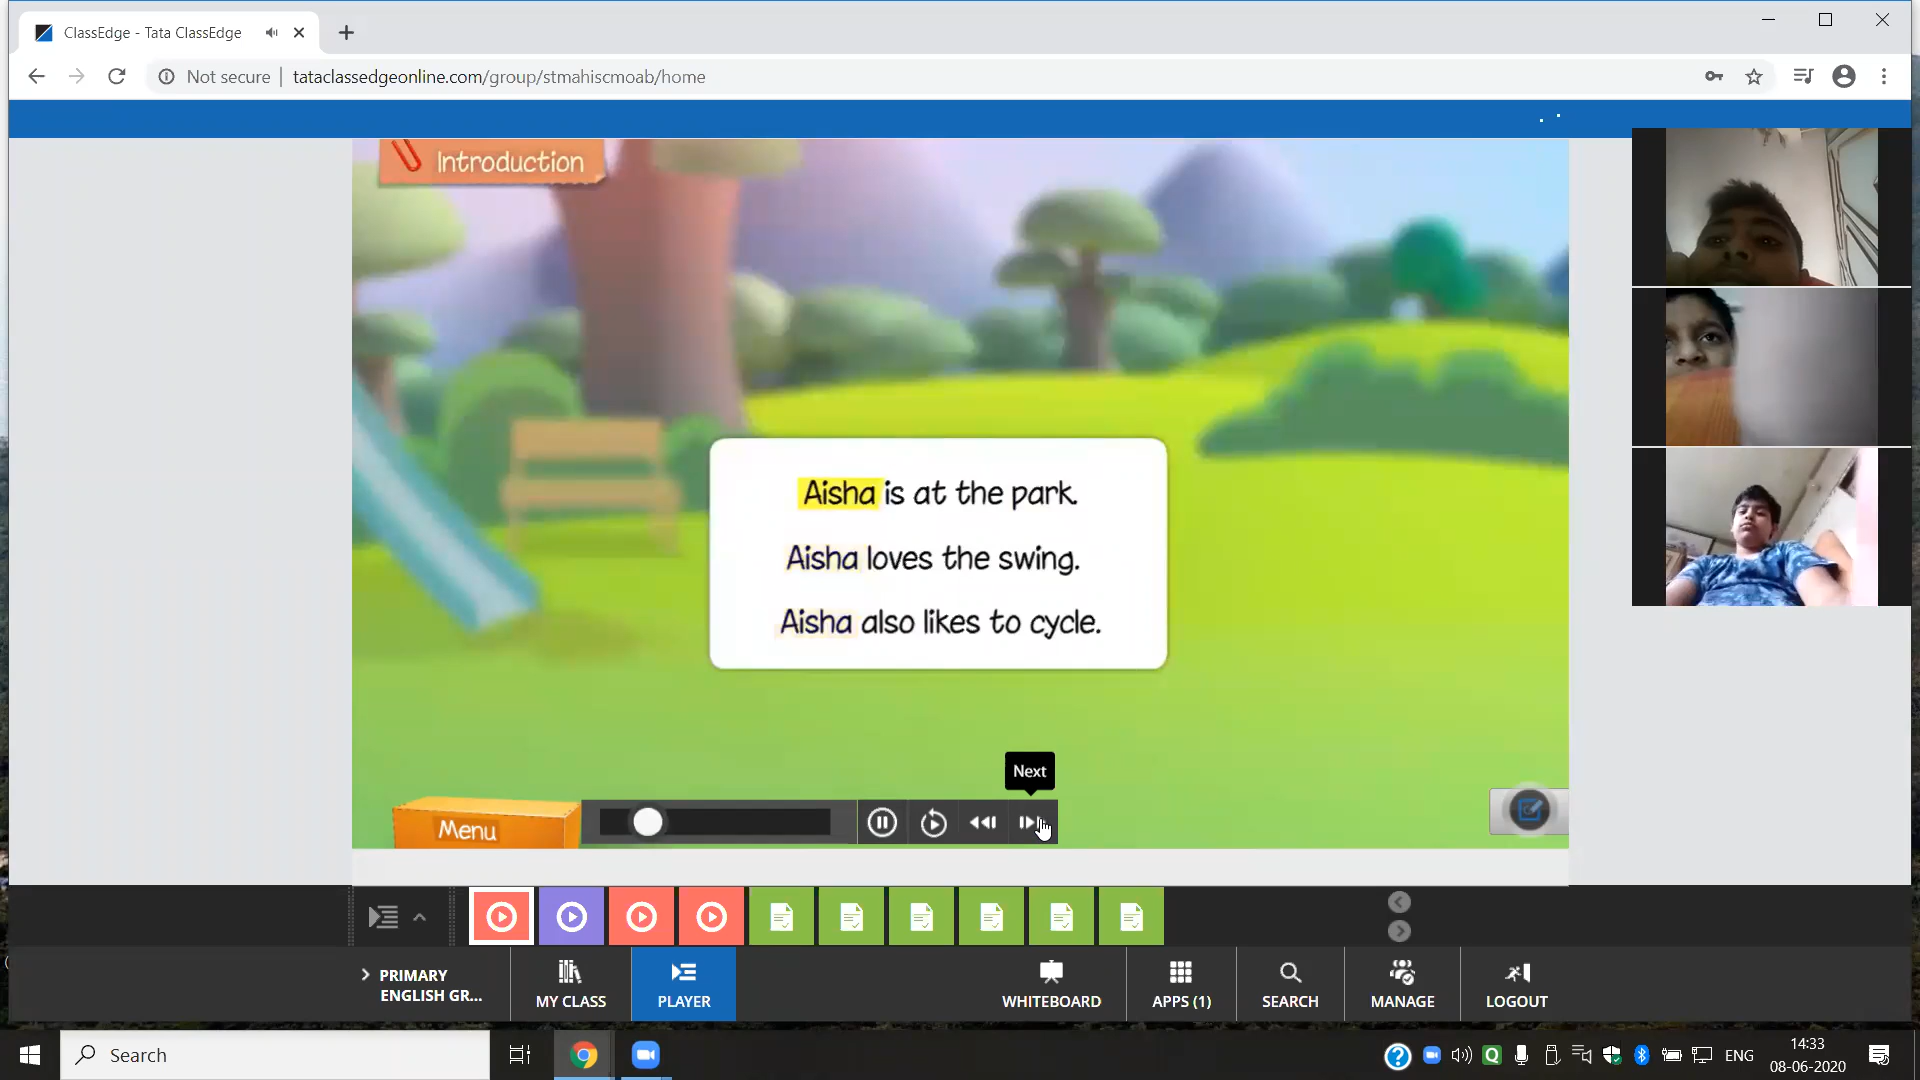 ClassEdge - Tata ClassEdge
Not secure | tataclassedgeonline.com/group/stmahiscmoab/home
Introduction
Aisha is at the park.
Aisha loves the swing.
Aisha also likes to cycle.
Next
Menu
PRIMARY
ENGLISH GR...
MY CLASS
PLAYER
WHITEBOARD
APPS (1)
SEARCH
MANAGE
LOGOUT
Search
ENG
14:33
08-06-2020